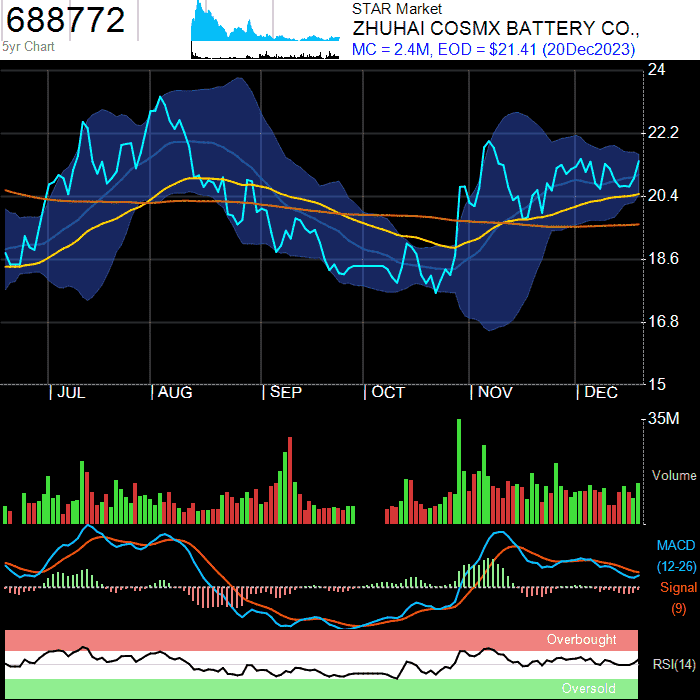 688772
5yr Chart
STAR Market
ZHUHAI COSMX BATTERY CO.,
MC = 2.4M, EOD = $21.41 (20Dec2023)
24
22.2
20.4
18.6
16.8
15
JUL
AUG
SEP
OCT
NOV
DEC
35M
Volume
MACD
(12-26)
Signal
(9)
Overbought
RSI(14)
Oversold